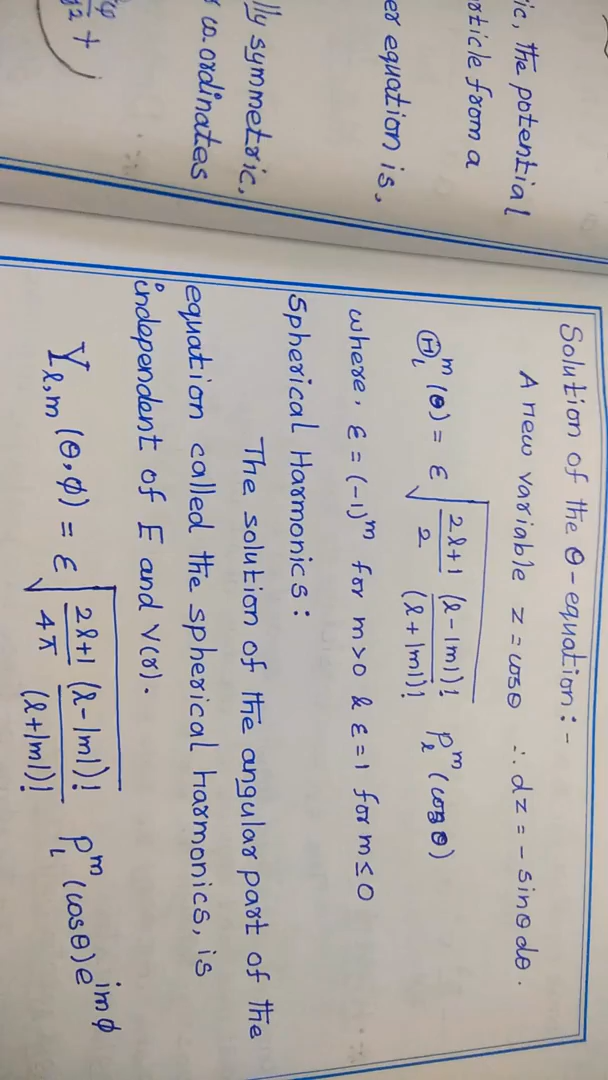 ic, the potential
rticle from a
er equation is,
lly symmetric,
w.ordinates
Solution of the θ-equation:-
A new variable z = cosθ ∴ dz = - sinθ dθ.
Θ_l^m (θ) = ε √((2l+1)/2 (l-|m|)!/(l+|m|)!) P_l^m (cosθ)
where, ε = (-1)^m for m>0 & ε=1 for m≤0
Spherical Harmonics:
The solution of the angular part of the
equation called the spherical harmonics, is
independent of E and V(r).
Y_l,m (θ,ϕ) = ε √((2l+1)/4π (l-|m|)!/(l+|m|)!) P_L^m (cosθ) e^imϕ